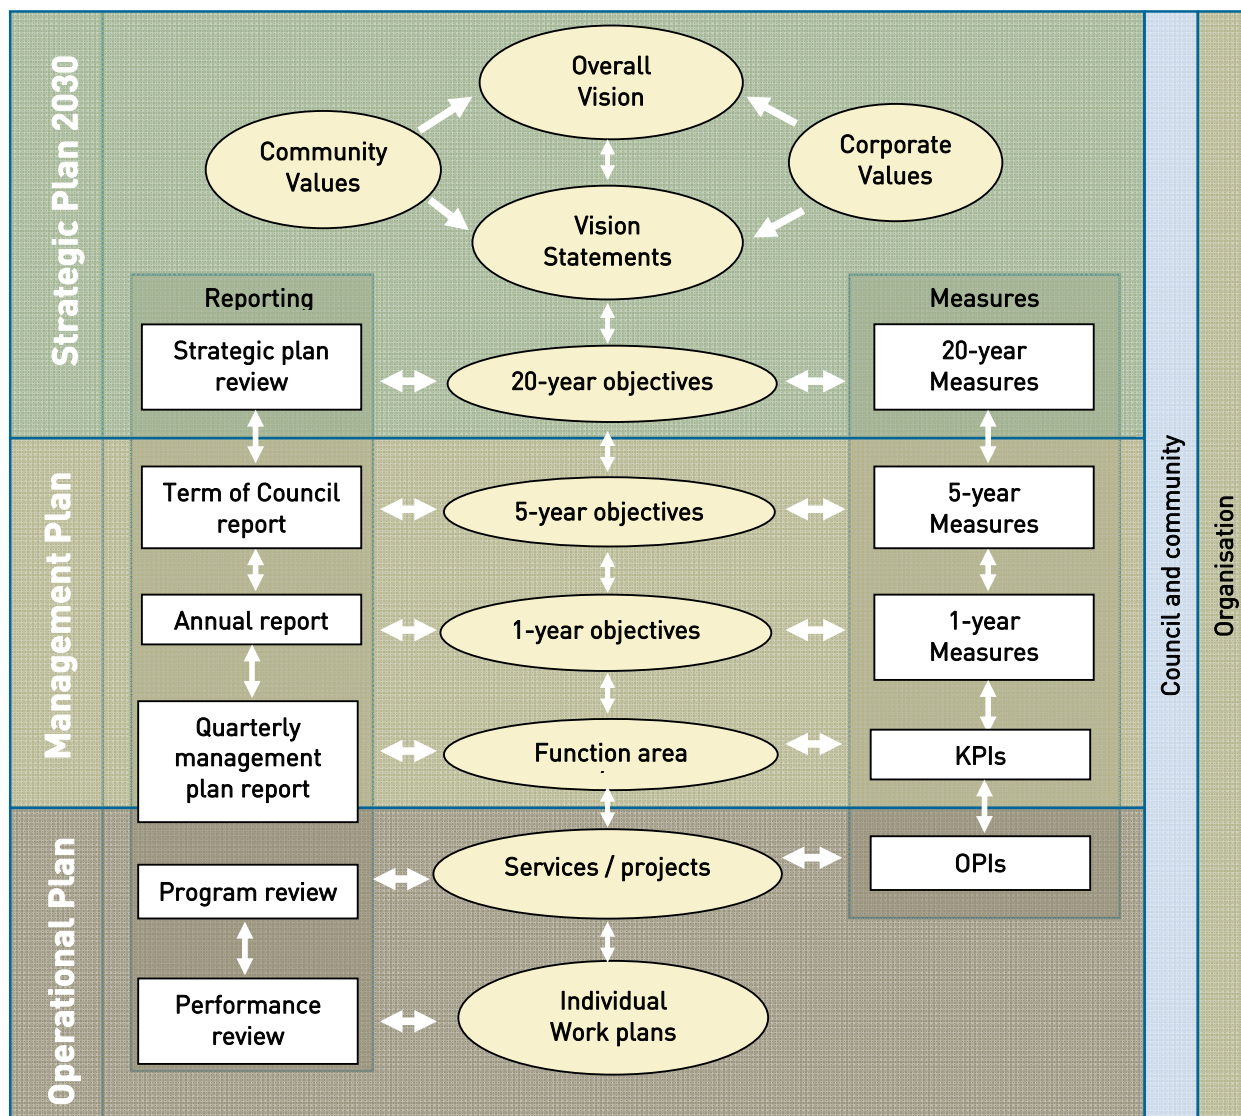 Strategic Plan 2030
Overall
Vision
Community
Values
Corporate
Values
Vision
Statements
Reporting
Measures
Strategic plan
review
20-year objectives
20-year
Measures
Management Plan
Term of Council
report
5-year objectives
5-year
Measures
Annual report
1-year objectives
1-year
Measures
Quarterly
management
plan report
Function area
KPIs
Operational Plan
Services / projects
OPIs
Program review
Performance
review
Individual
Work plans
Council and community
Organisation